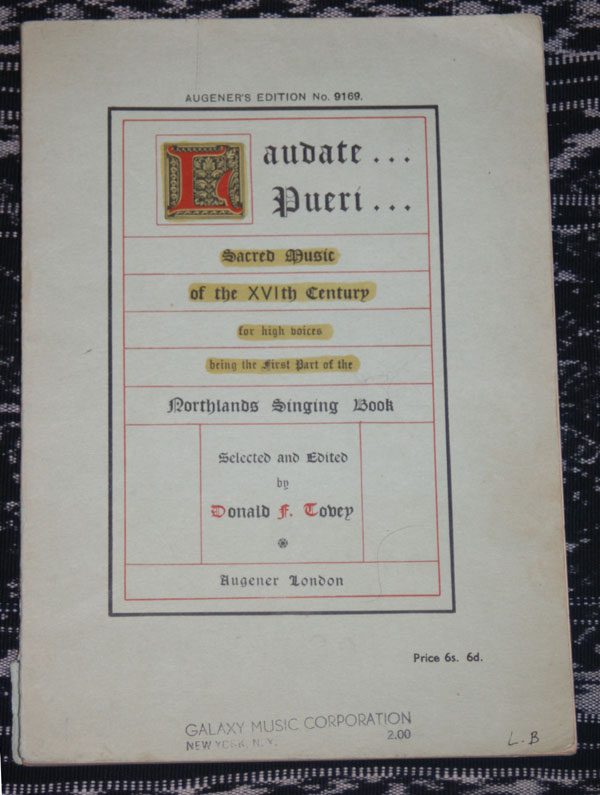 AUGENER'S EDITION No. 9169.
Laudate . . .
Pueri . . .
Sacred Music
of the XVIth Century
for high voices
being the First Part of the
Northlands Singing Book
Selected and Edited
by
Donald F. Tovey
Augener London
Price 6s. 6d.
GALAXY MUSIC CORPORATION
NEW YORK, N. Y. 2.00
L. B